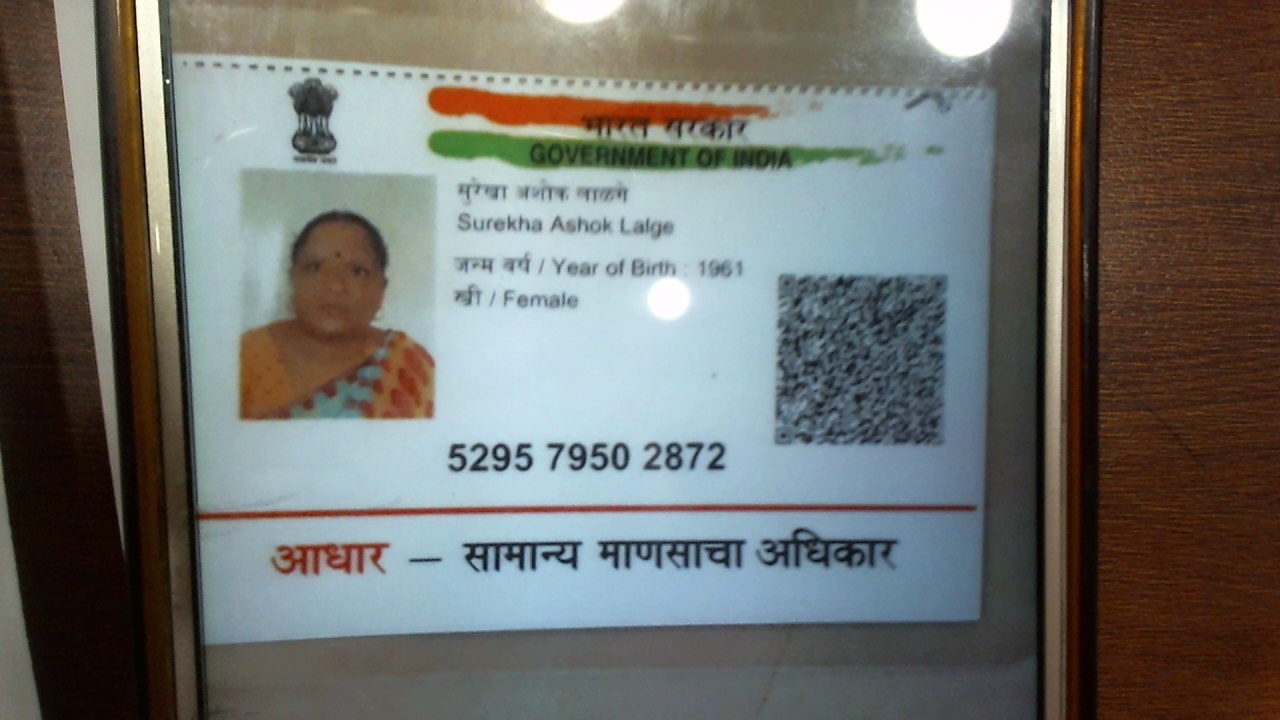 भारत सरकार
GOVERNMENT OF INDIA
सुरेखा अशोक लाळगे
Surekha Ashok Lalge
जन्म वर्ष / Year of Birth : 1961
स्त्री / Female
5295 7950 2872
आधार – सामान्य माणसाचा अधिकार